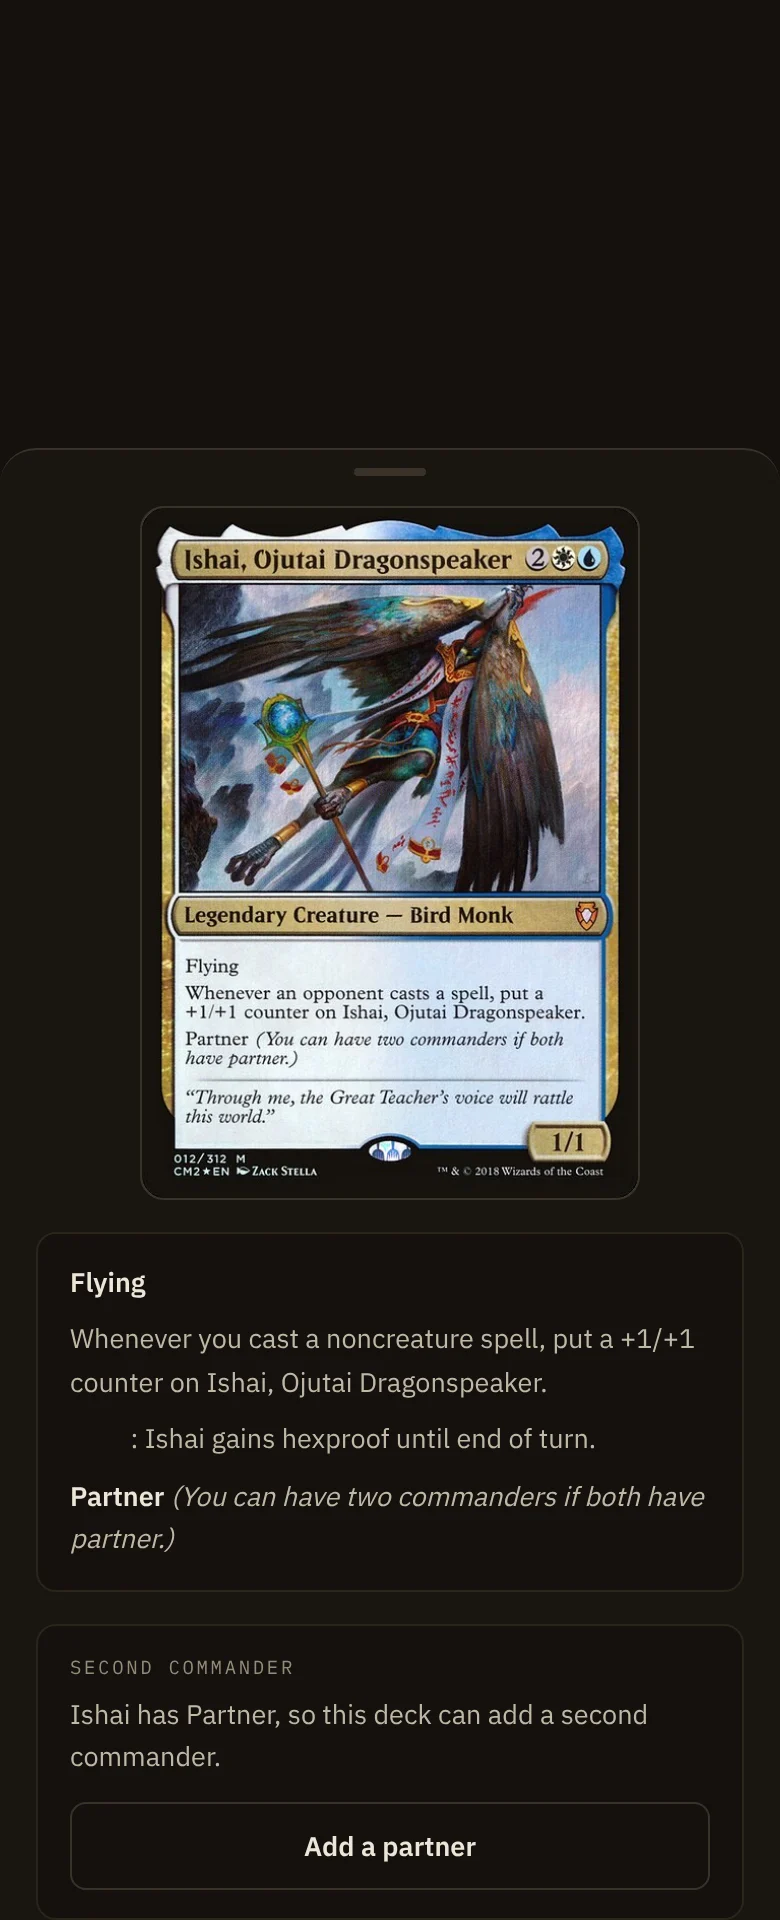 Ishai, Ojutai Dragonspeaker 2
Legendary Creature — Bird Monk
Flying
Whenever an opponent casts a spell, put a
+1/+1 counter on Ishai, Ojutai Dragonspeaker.
Partner (You can have two commanders if both
have partner.)
“Through me, the Great Teacher’s voice will rattle
this world.”
1/1
012/312 M
CM2★EN Zack Stella
™ & © 2018 Wizards of the Coast
Flying
Whenever you cast a noncreature spell, put a +1/+1
counter on Ishai, Ojutai Dragonspeaker.
: Ishai gains hexproof until end of turn.
Partner (You can have two commanders if both have
partner.)
SECOND COMMANDER
Ishai has Partner, so this deck can add a second
commander.
Add a partner